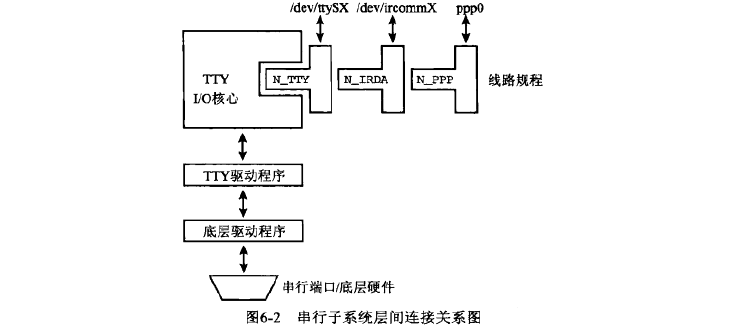 /dev/ttySX /dev/ircommX ppp0
TTY
I/O核心
N_TTY N_IRDA N_PPP 线路规程
TTY驱动程序
底层驱动程序
串行端口/底层硬件
图6-2 串行子系统层间连接关系图